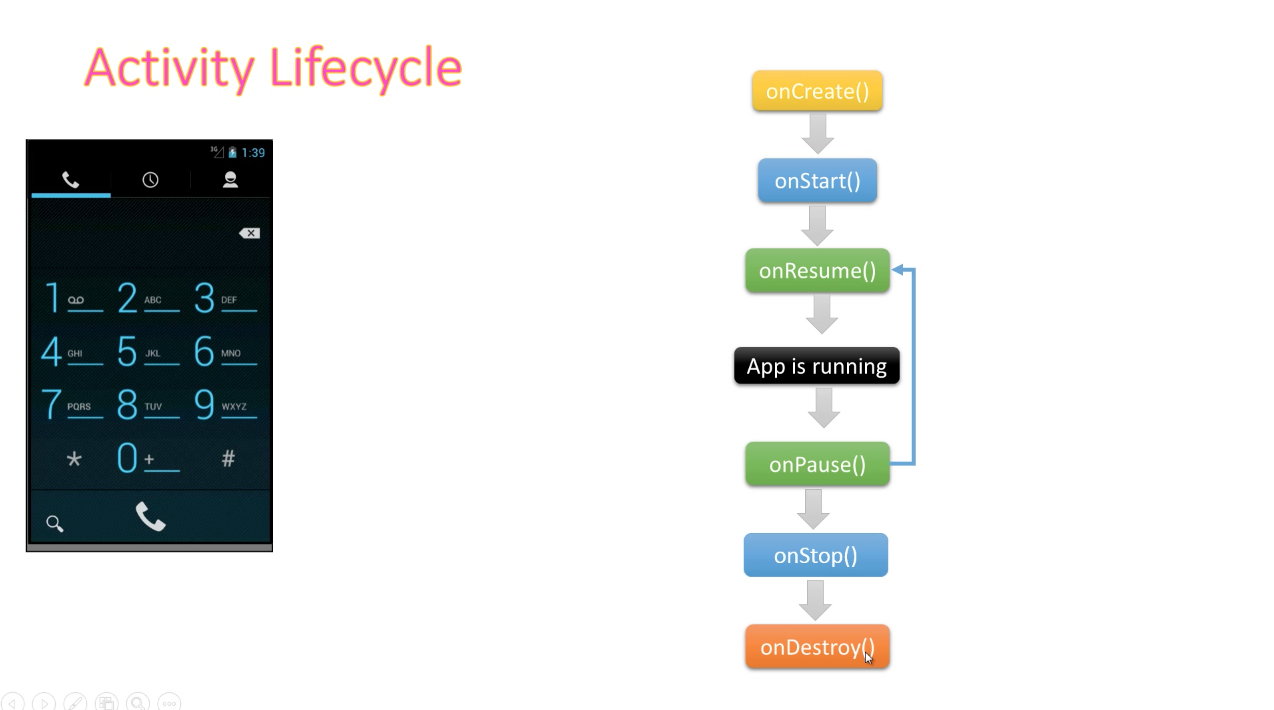 Activity Lifecycle
3G 1:39
1 2 ABC 3 DEF
4 GHI 5 JKL 6 MNO
7 PQRS 8 TUV 9 WXYZ
* 0 + #
onCreate()
onStart()
onResume()
App is running
onPause()
onStop()
onDestroy()